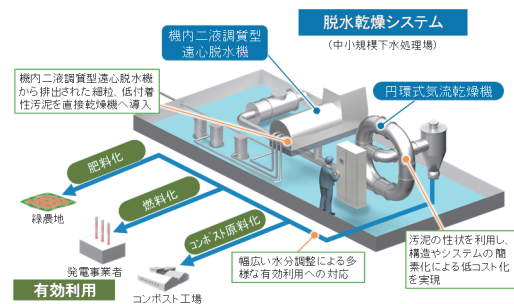 脱水乾燥システム
(中小規模下水処理場)
機内二液調質型
遠心脱水機
機内二液調質型遠心脱水機
から排出された細粒、低付着
性汚泥を直接乾燥機へ導入
円環式気流乾燥機
肥料化
燃料化
コンポスト原料化
緑農地
発電事業者
コンポスト工場
有効利用
幅広い水分調整による多
様な有効利用への対応
汚泥の性状を利用し、
構造やシステムの簡
素化による低コスト化
を実現